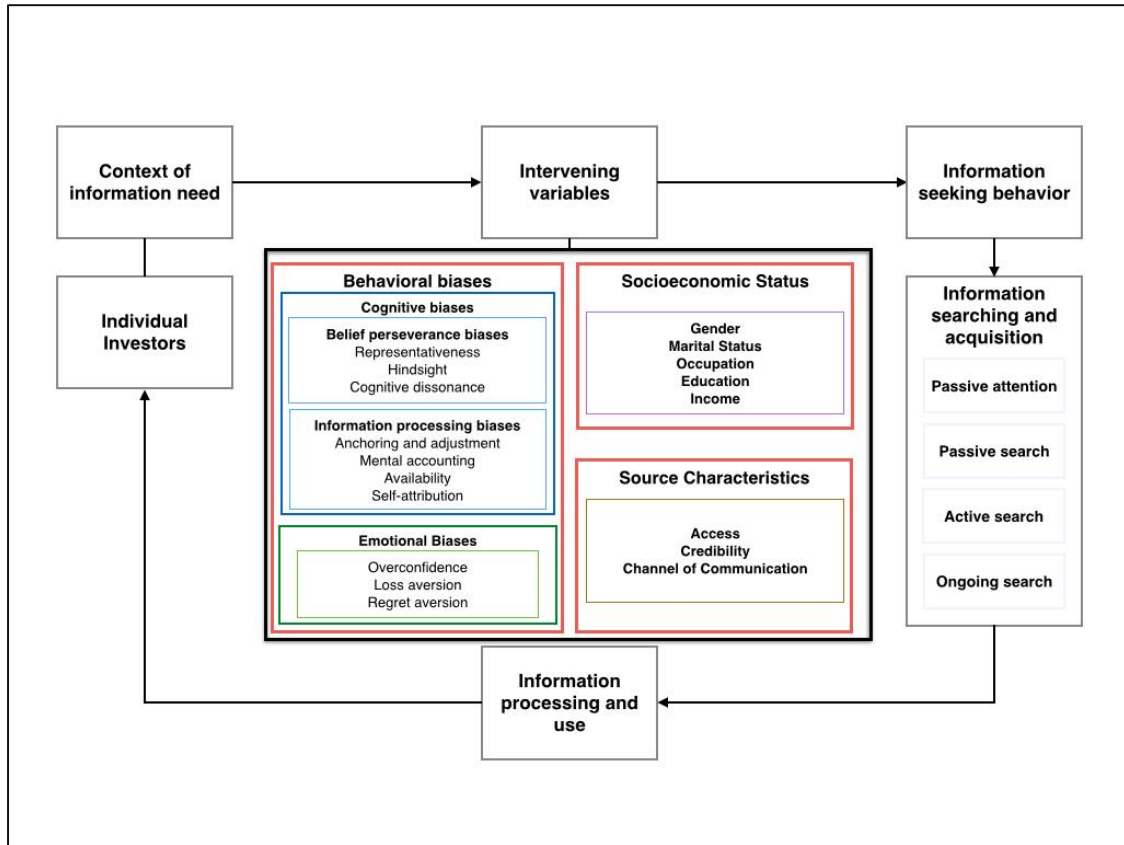 Context of
information need
Intervening
variables
Information
seeking behavior
Individual
Investors
Behavioral biases
Cognitive biases
Belief perseverance biases
Representativeness
Hindsight
Cognitive dissonance
Information processing biases
Anchoring and adjustment
Mental accounting
Availability
Self-attribution
Emotional Biases
Overconfidence
Loss aversion
Regret aversion
Socioeconomic Status
Gender
Marital Status
Occupation
Education
Income
Source Characteristics
Access
Credibility
Channel of Communication
Information
searching and
acquisition
Passive attention
Passive search
Active search
Ongoing search
Information
processing and
use